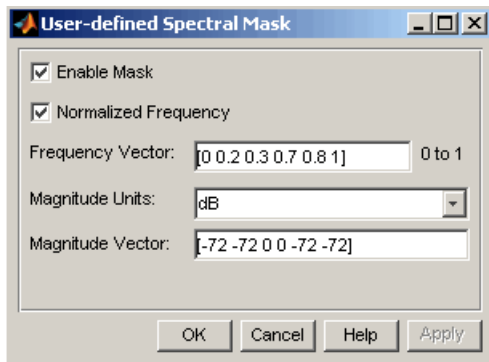 User-defined Spectral Mask
Enable Mask
Normalized Frequency
Frequency Vector: [0 0.2 0.3 0.7 0.8 1] 0 to 1
Magnitude Units: dB
Magnitude Vector: [-72 -72 0 0 -72 -72]
OK Cancel Help Apply